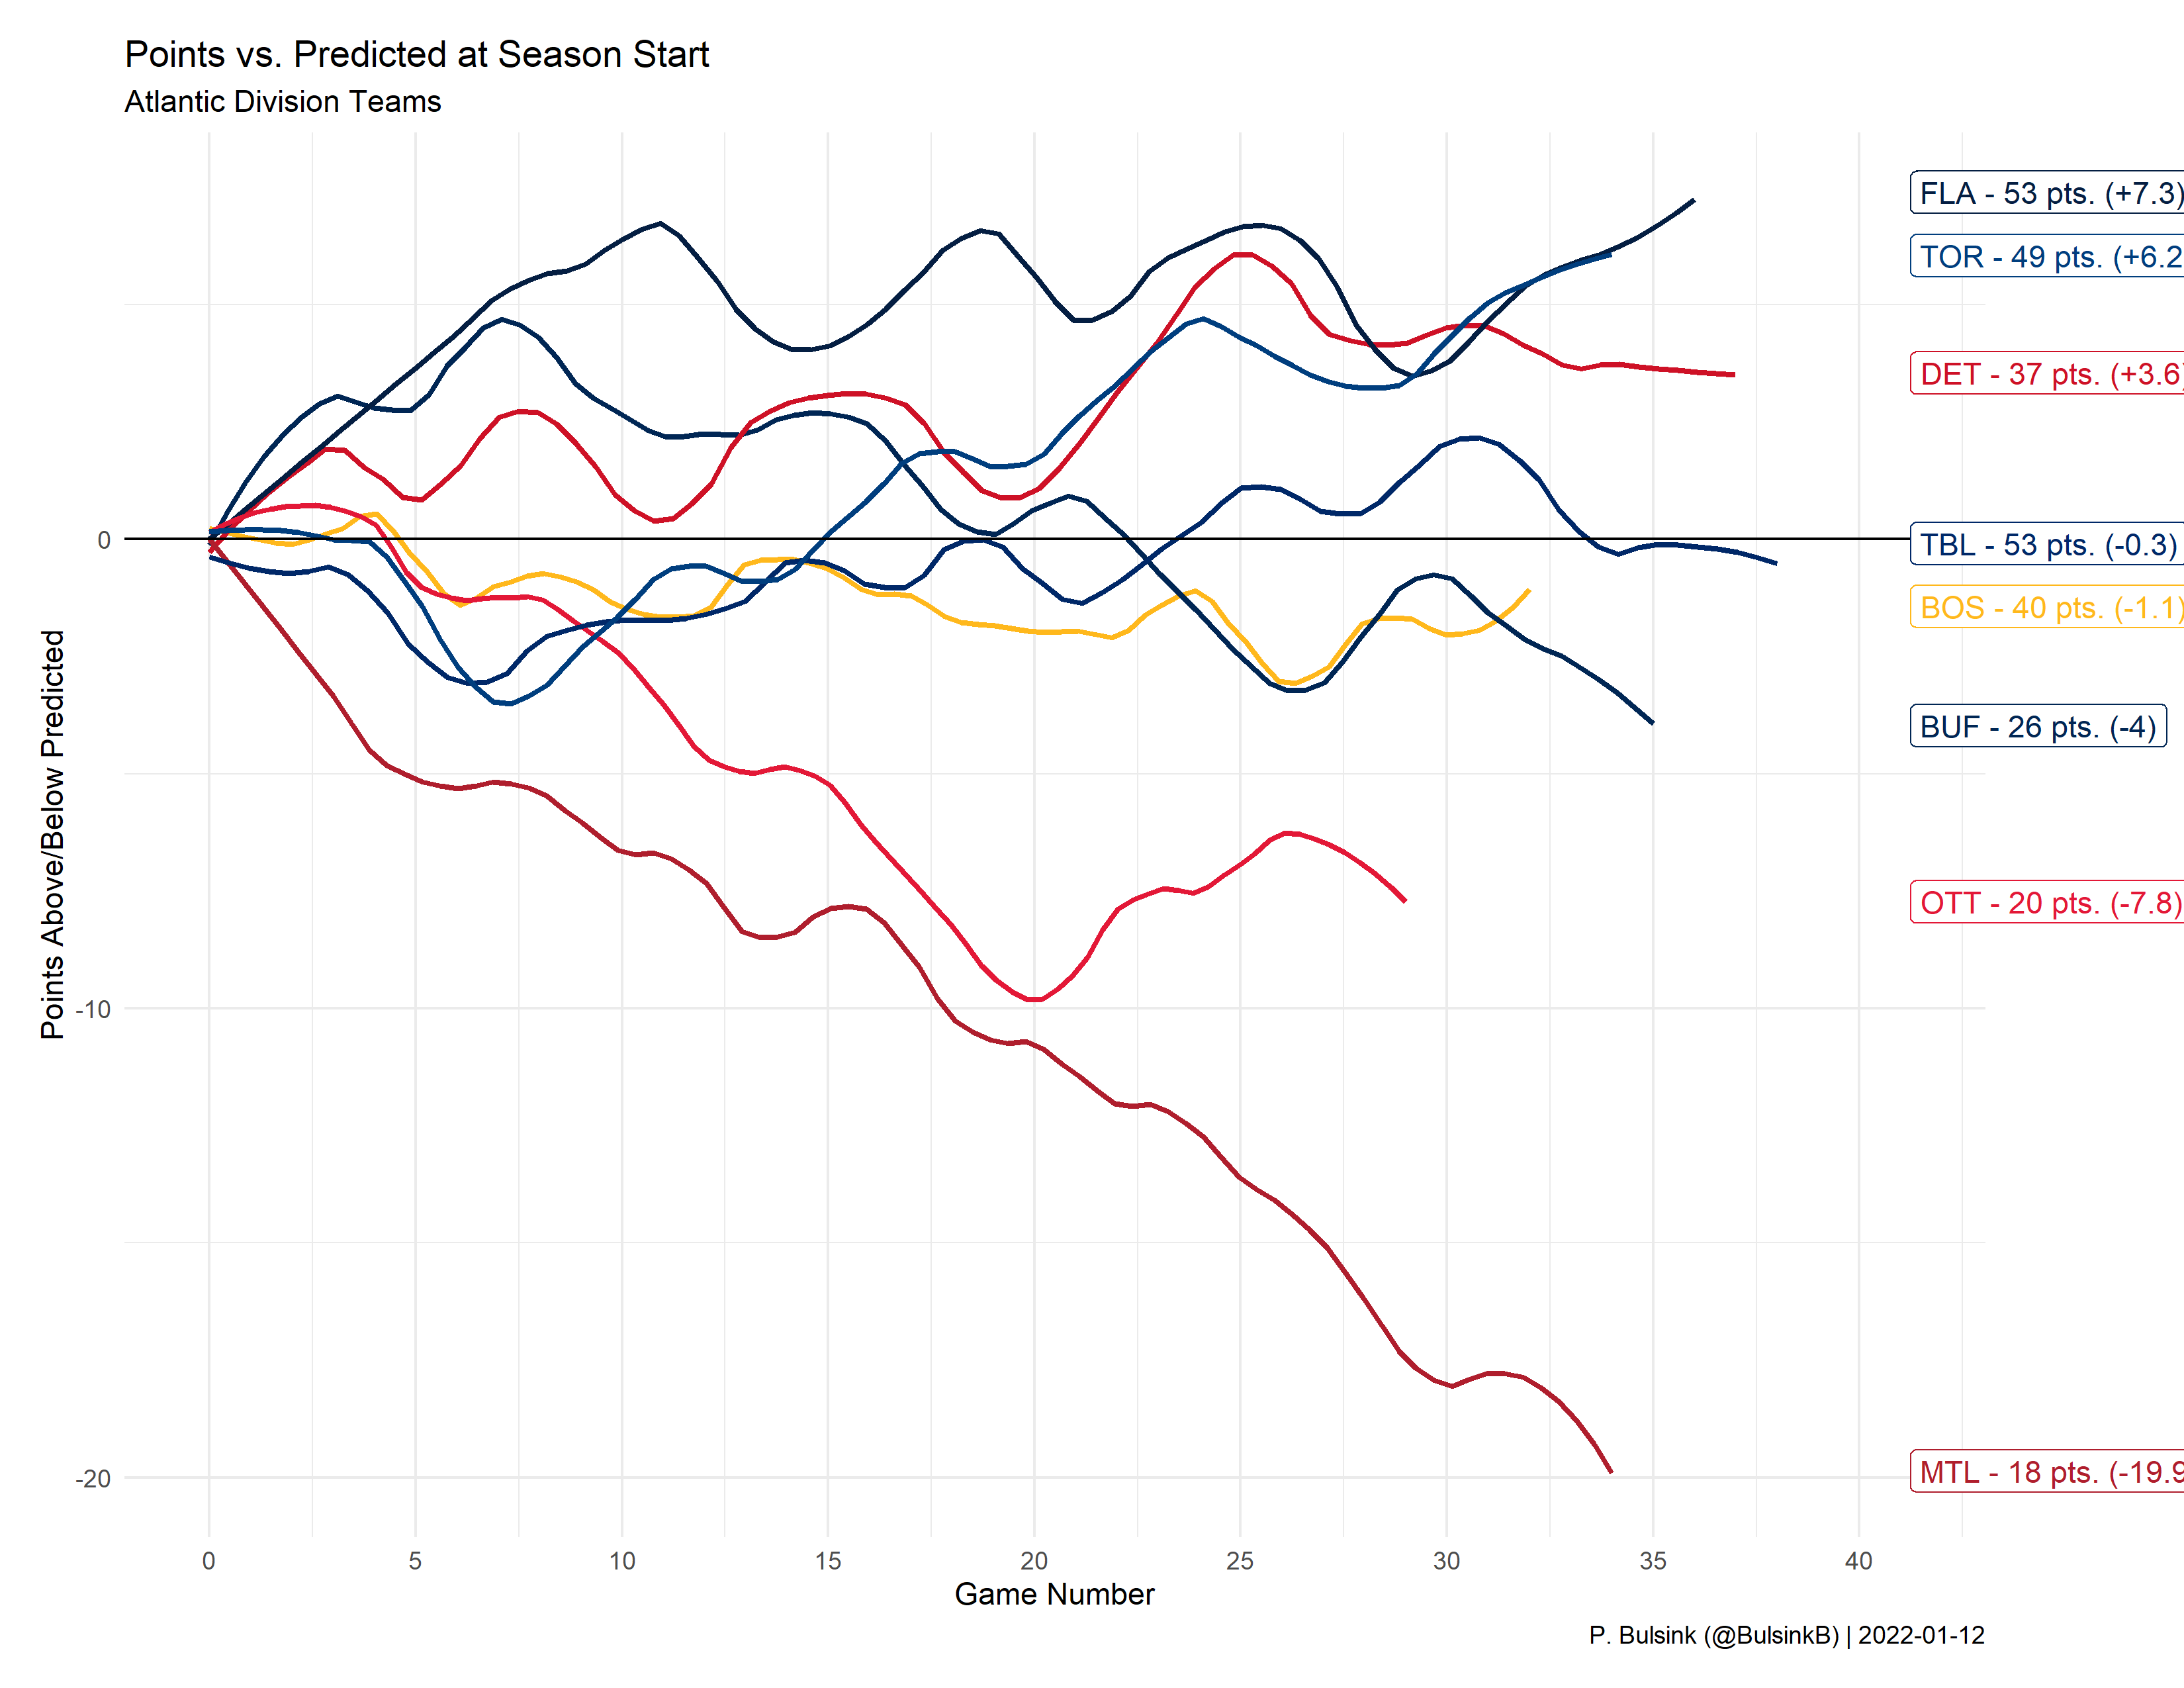 Points vs. Predicted at Season Start
Atlantic Division Teams
Points Above/Below Predicted
0
-10
-20
FLA - 53 pts. (+7.3)
TOR - 49 pts. (+6.2
DET - 37 pts. (+3.6)
TBL - 53 pts. (-0.3)
BOS - 40 pts. (-1.1)
BUF - 26 pts. (-4)
OTT - 20 pts. (-7.8)
MTL - 18 pts. (-19.9
0 5 10 15 20 25 30 35 40
Game Number
P. Bulsink (@BulsinkB) | 2022-01-12